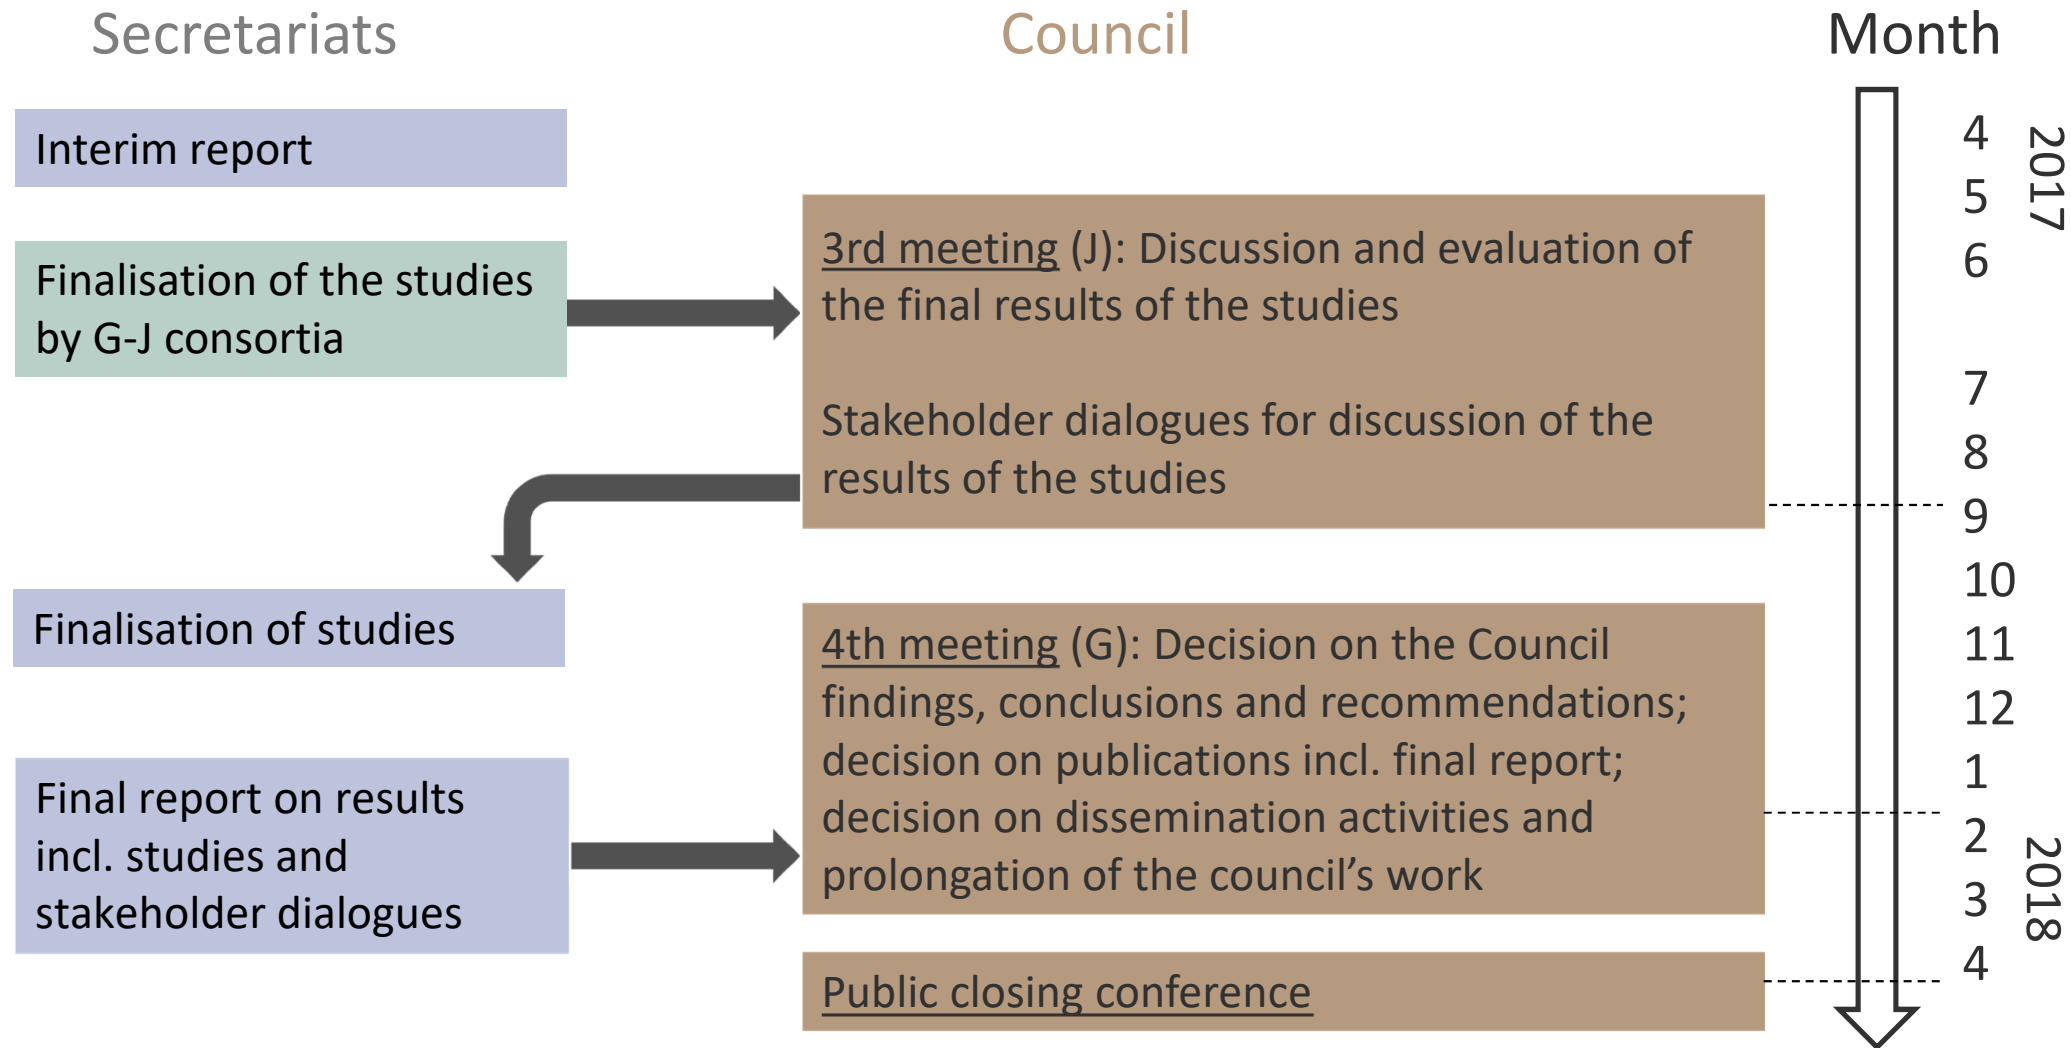 Secretariats
Council
Month
Interim report
Finalisation of the studies
by G-J consortia
3rd meeting (J): Discussion and evaluation of
the final results of the studies
Stakeholder dialogues for discussion of the
results of the studies
Finalisation of studies
4th meeting (G): Decision on the Council
findings, conclusions and recommendations;
decision on publications incl. final report;
decision on dissemination activities and
prolongation of the council’s work
Final report on results
incl. studies and
stakeholder dialogues
Public closing conference
4
5
6
7
8
9
10
11
12
1
2
3
4
2017
2018